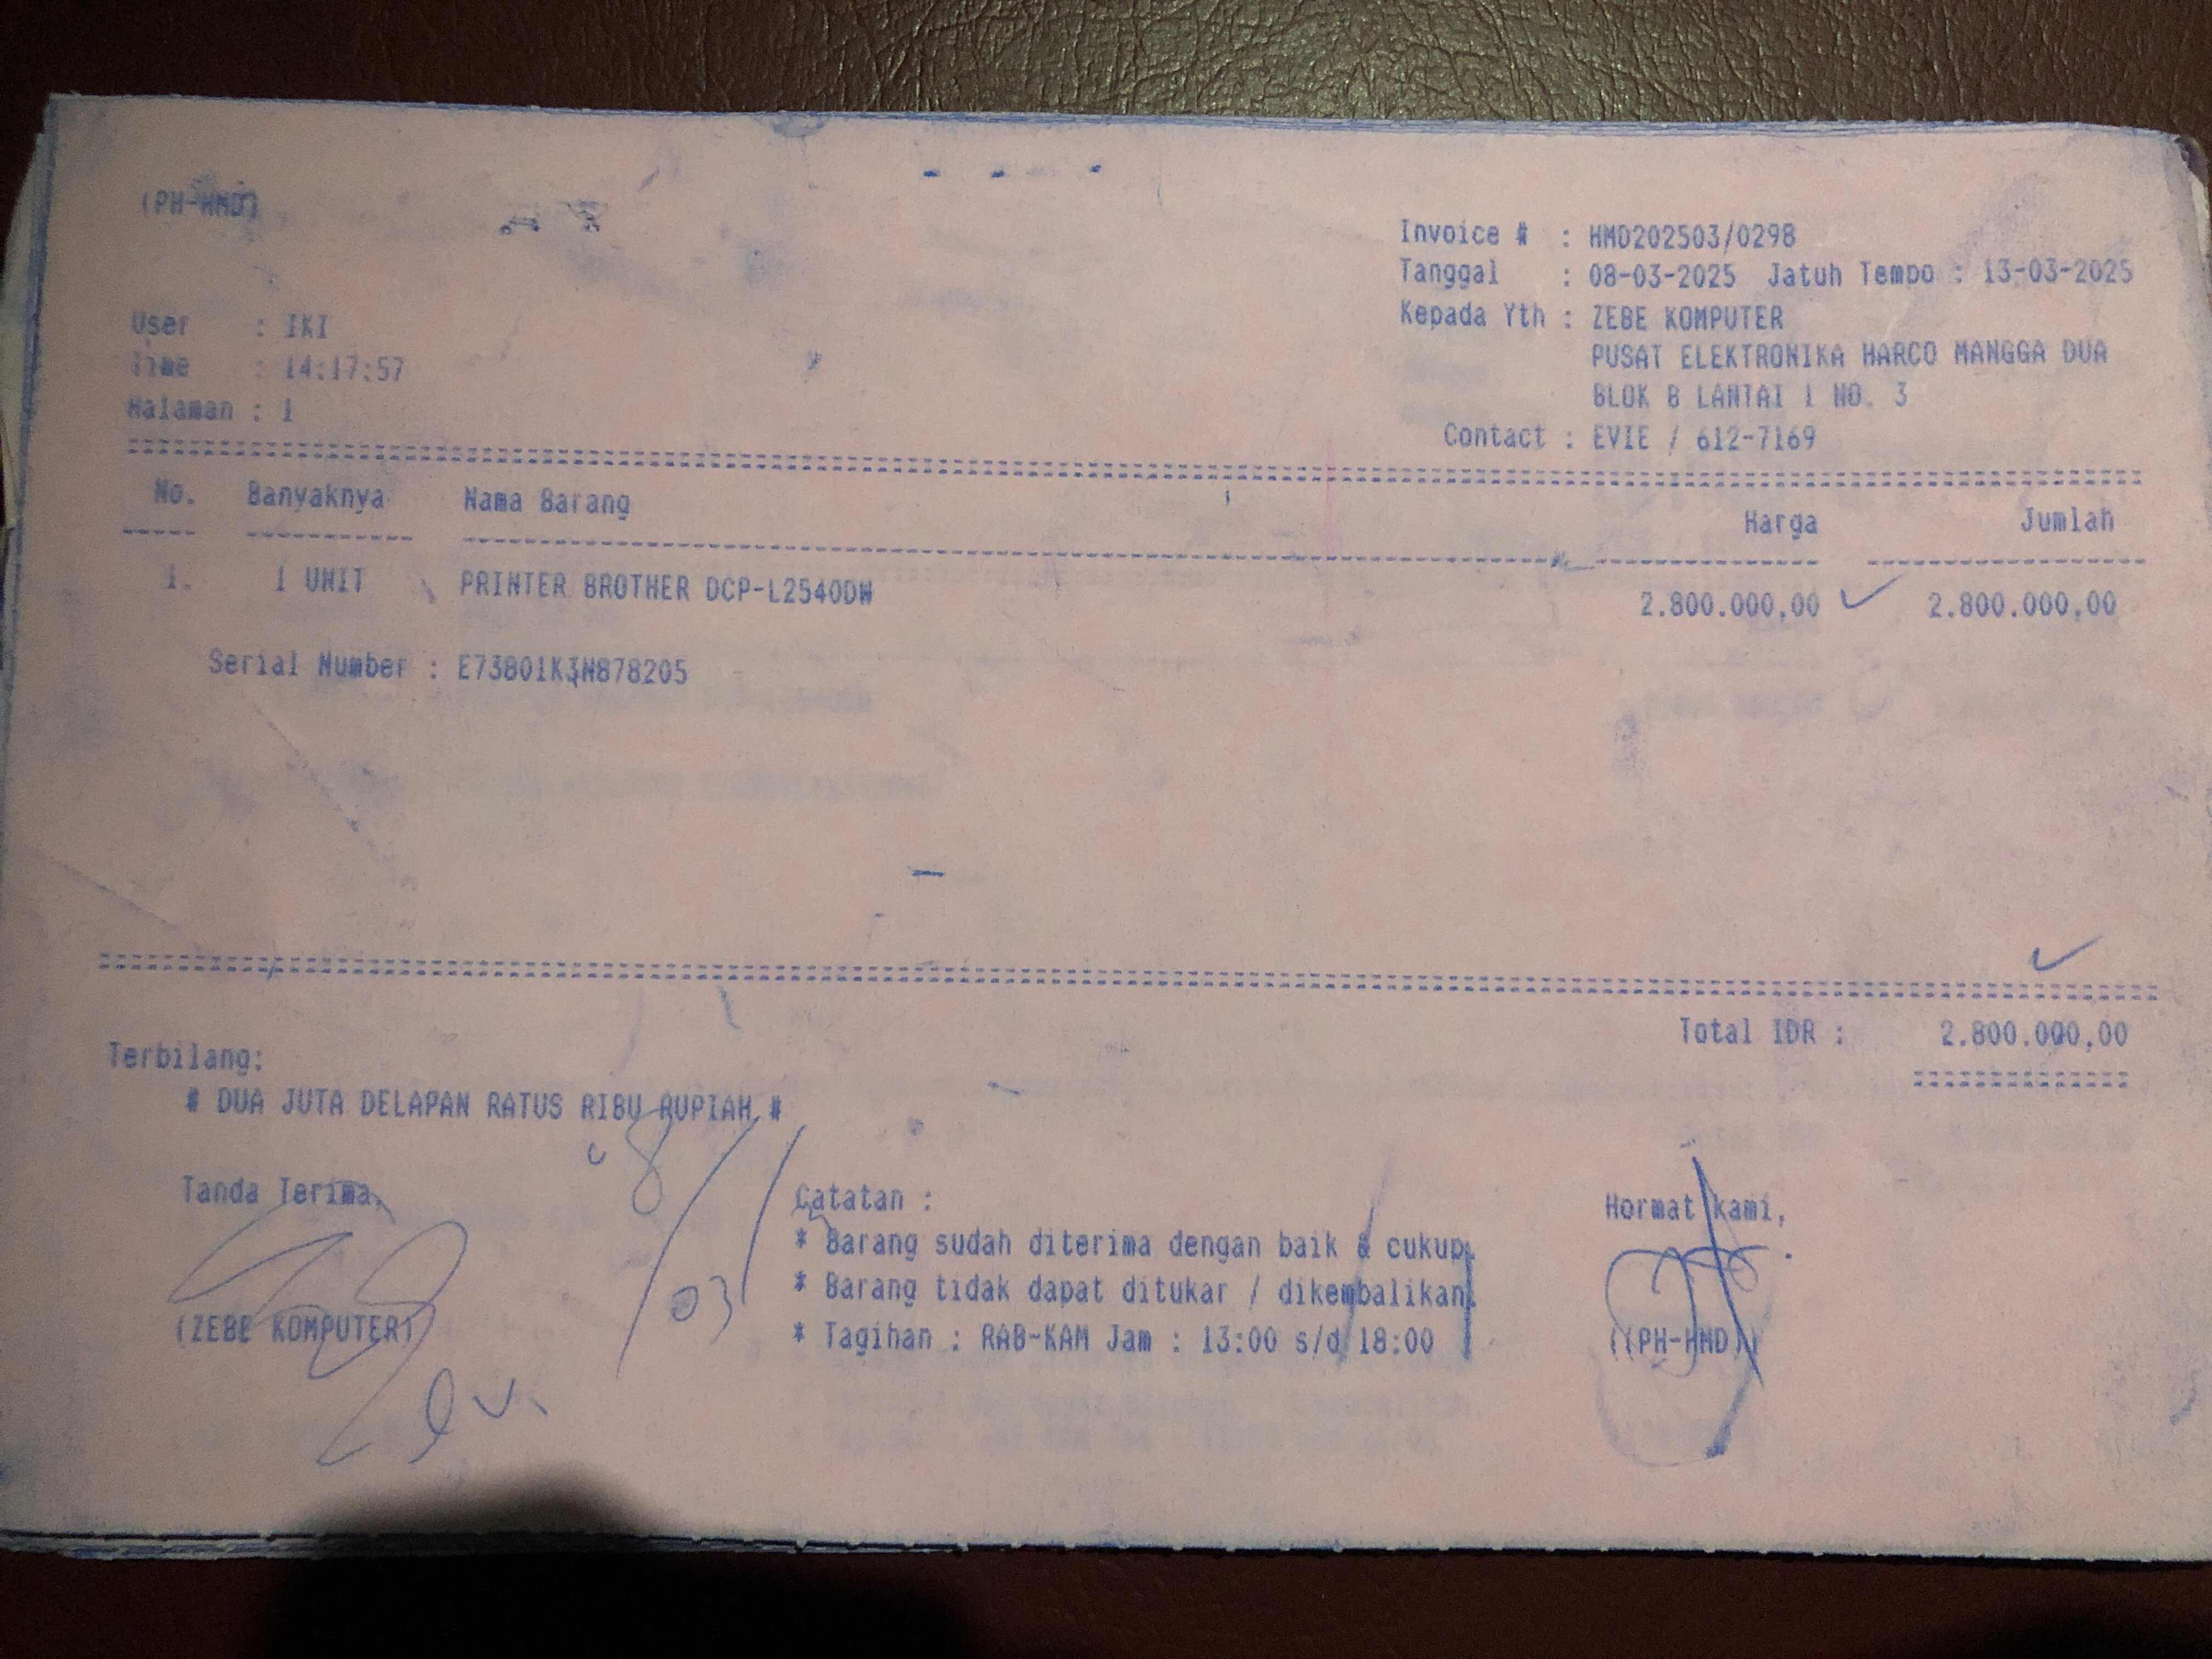 (PH-HMD)
Invoice # : HMD202503/0298
Tanggal : 08-03-2025 Jatuh Tempo : 13-03-2025
Kepada Yth : ZEBE KOMPUTER
PUSAT ELEKTRONIKA HARCO MANGGA DUA
BLOK B LANTAI 1 NO. 3
Contact : EVIE / 612-7169
User : IKI
Time : 14:17:57
Halaman : 1
No. Banyaknya Nama Barang Harga Jumlah
1. 1 UNIT PRINTER BROTHER DCP-L2540DW 2.800.000,00 2.800.000,00
Serial Number : E73801K3N878205
Total IDR : 2.800.000,00
Terbilang:
# DUA JUTA DELAPAN RATUS RIBU RUPIAH #
8/03
Tanda Terima,
(ZEBE KOMPUTER)
Catatan :
* Barang sudah diterima dengan baik & cukup.
* Barang tidak dapat ditukar / dikembalikan.
* Tagihan : RAB-KAM Jam : 13:00 s/d 18:00
Hormat kami,
((PH-HMD))